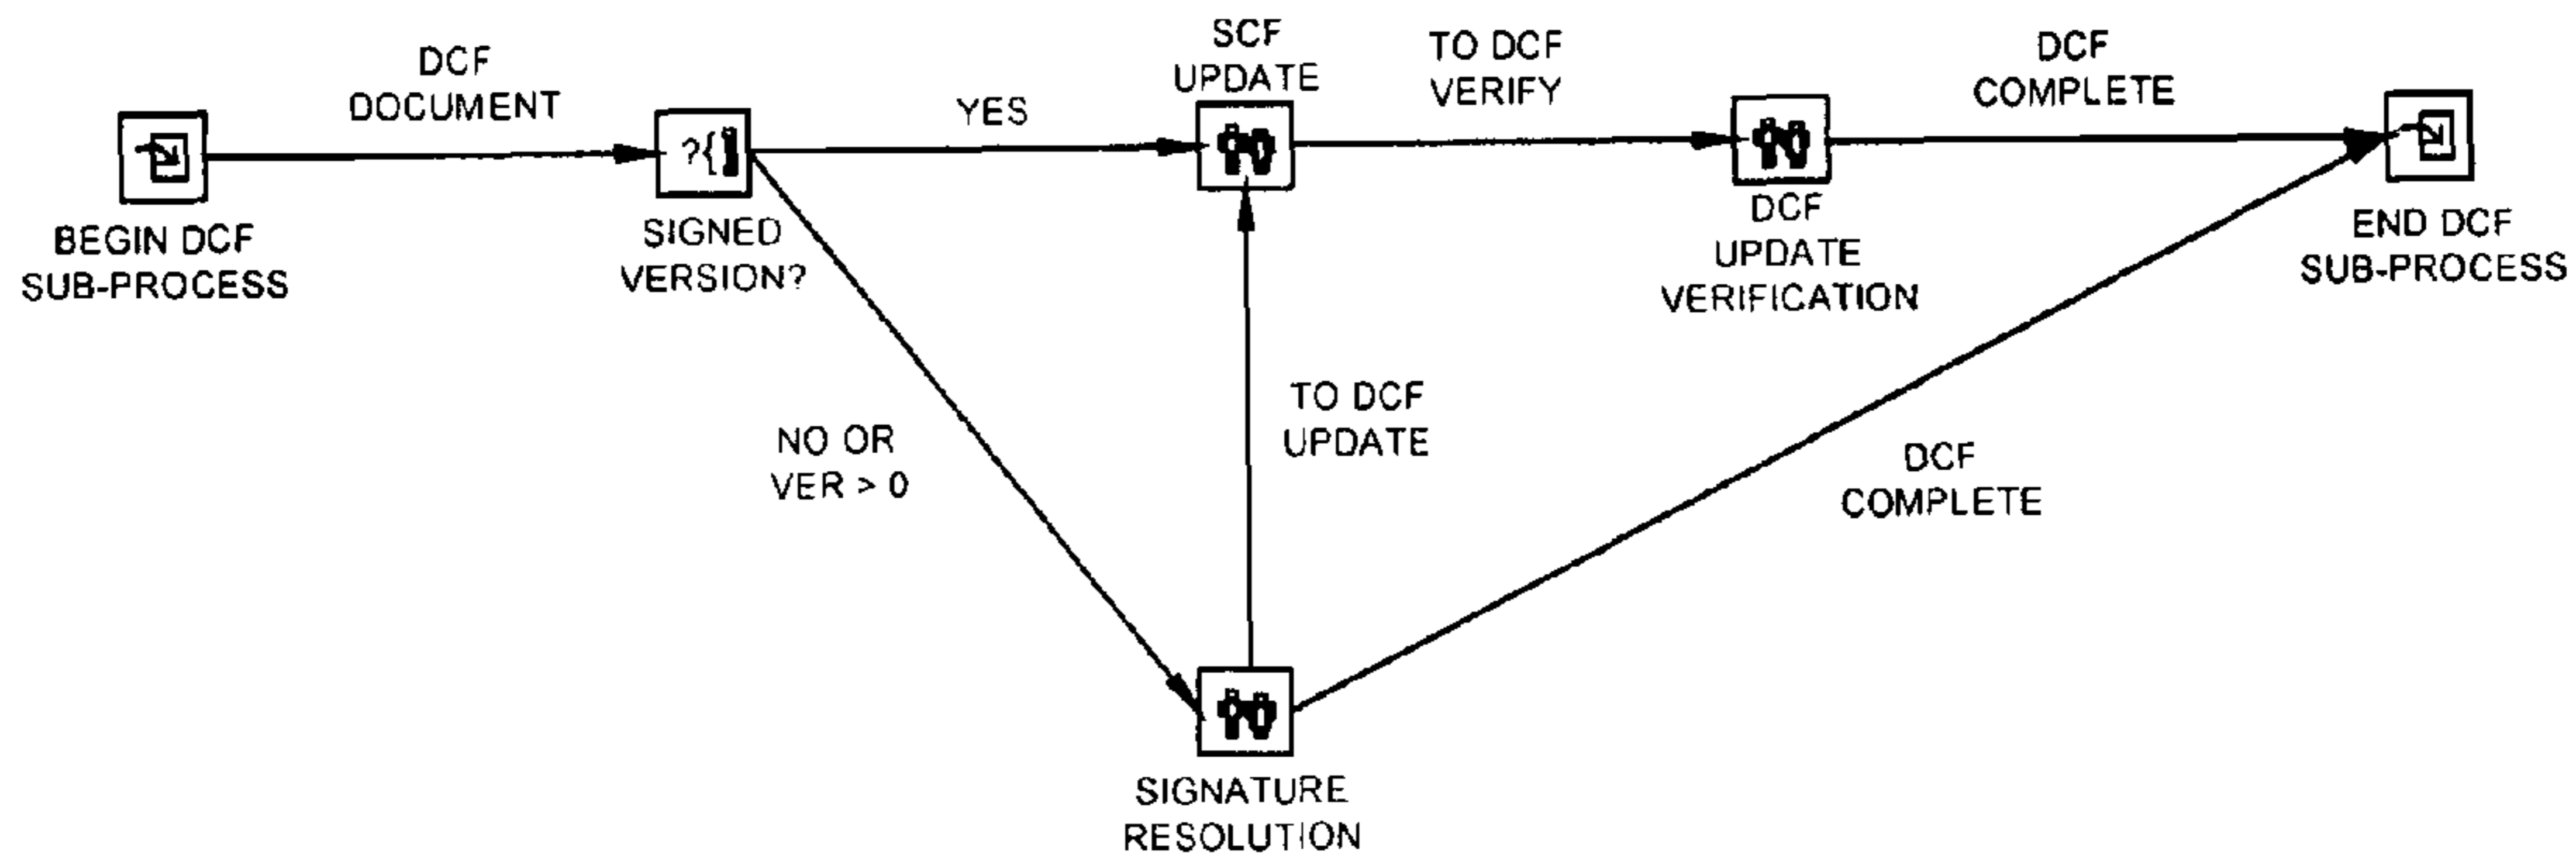 DCF
DOCUMENT
BEGIN DCF
SUB-PROCESS
?{
SIGNED
VERSION?
YES
NO OR
VER > 0
SCF
UPDATE
TO DCF
VERIFY
TO DCF
UPDATE
SIGNATURE
RESOLUTION
DCF
UPDATE
VERIFICATION
DCF
COMPLETE
DCF
COMPLETE
END DCF
SUB-PROCESS